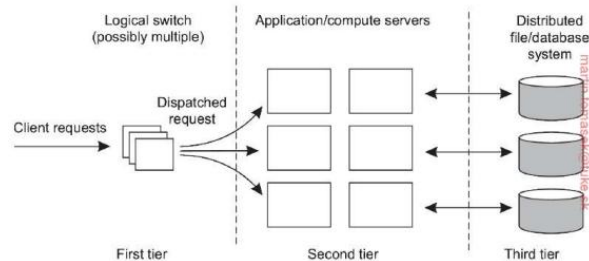 Logical switch
(possibly multiple)
Application/compute servers
Distributed
file/database
system
Client requests
Dispatched
request
First tier
Second tier
Third tier